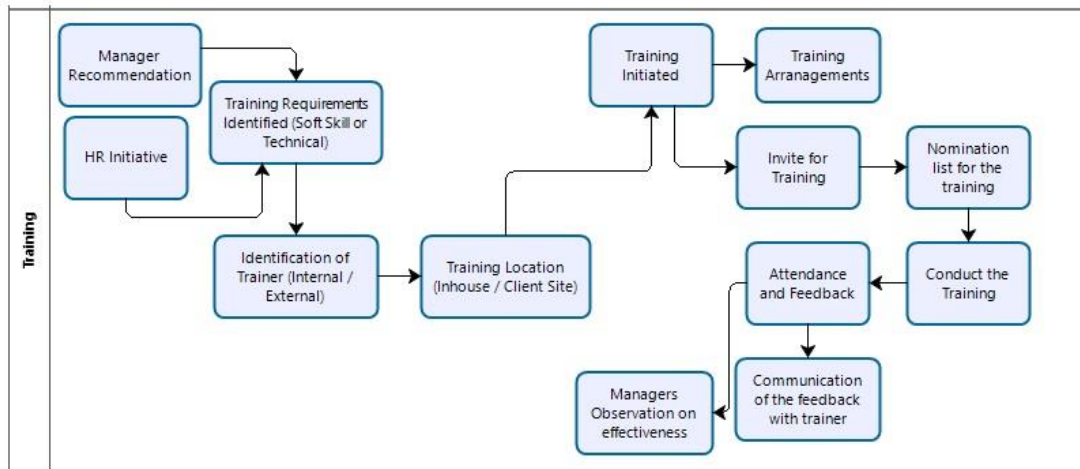 Training
Manager
Recommendation
HR Initiative
Training Requirements
Identified (Soft Skill or
Technical)
Identification of
Trainer (Internal /
External)
Training Location
(Inhouse / Client Site)
Training
Initiated
Training
Arranagements
Invite for
Training
Nomination
list for the
training
Conduct the
Training
Attendance
and Feedback
Communication
of the feedback
with trainer
Managers
Observation on
effectiveness